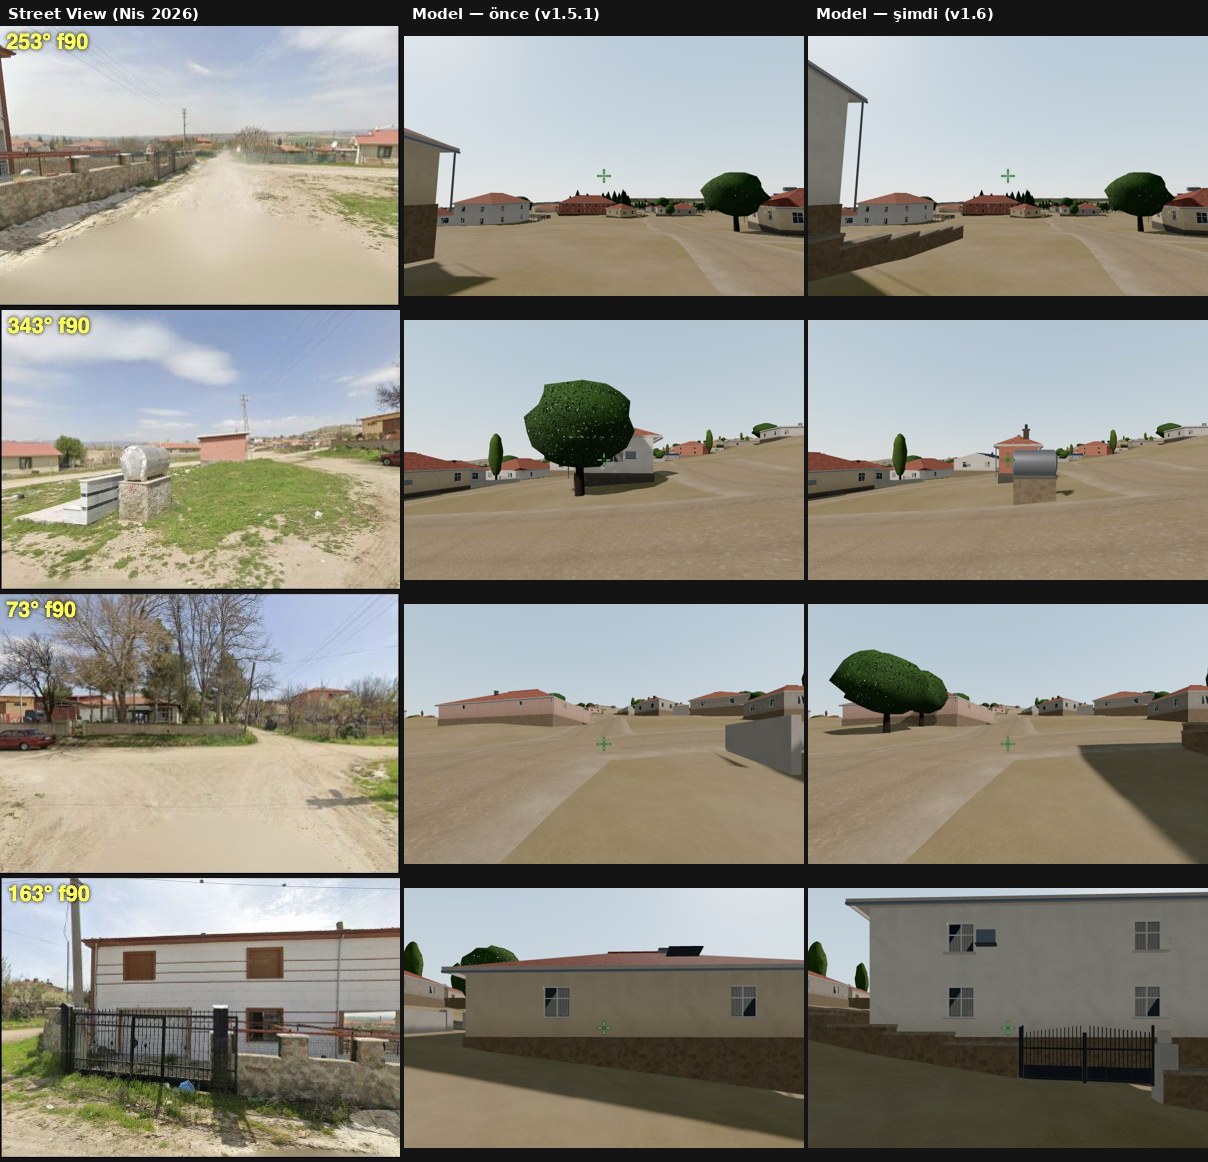 Street View (Nis 2026)
Model — önce (v1.5.1)
Model — şimdi (v1.6)
253° f90
343° f90
73° f90
163° f90